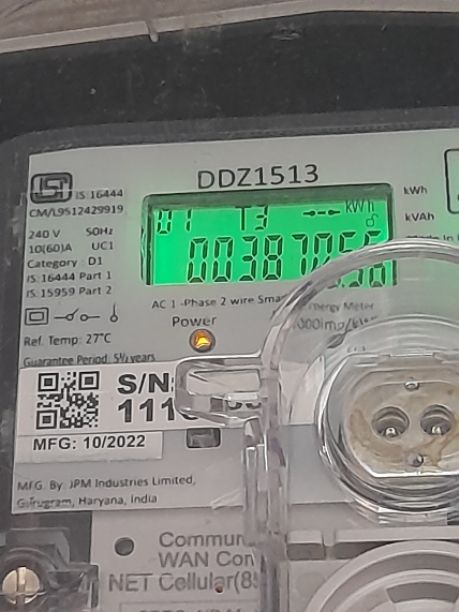 DDZ1513
IS 16444
CM/L9512429919
240 V 50Hz
10(60)A UC1
Category : D1
IS: 16444 Part 1
IS:15959 Part 2
01 T3 kWh
kWh
kVAh
AC 1 -Phase 2 wire Energy Meter
Power
Ref. Temp: 27°C
Guarantee Period: 5½ years
S/N:
MFG: 10/2022
MFG. By: JPM Industries Limited,
Gurugram, Haryana, India
WAN
NET Cellular